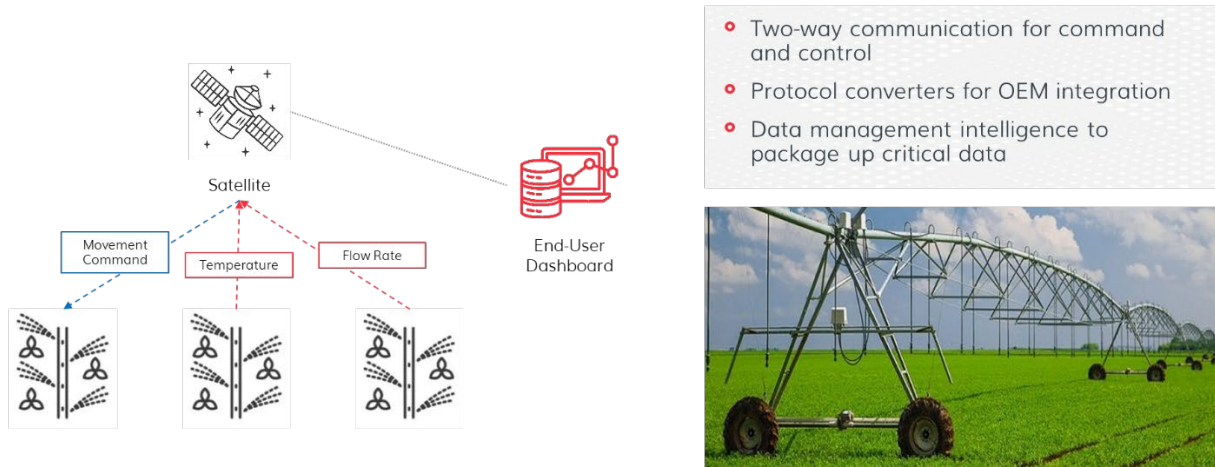 Two-way communication for command
and control
Protocol converters for OEM integration
Data management intelligence to
package up critical data
Satellite
Movement
Command
Temperature
Flow Rate
End-User
Dashboard